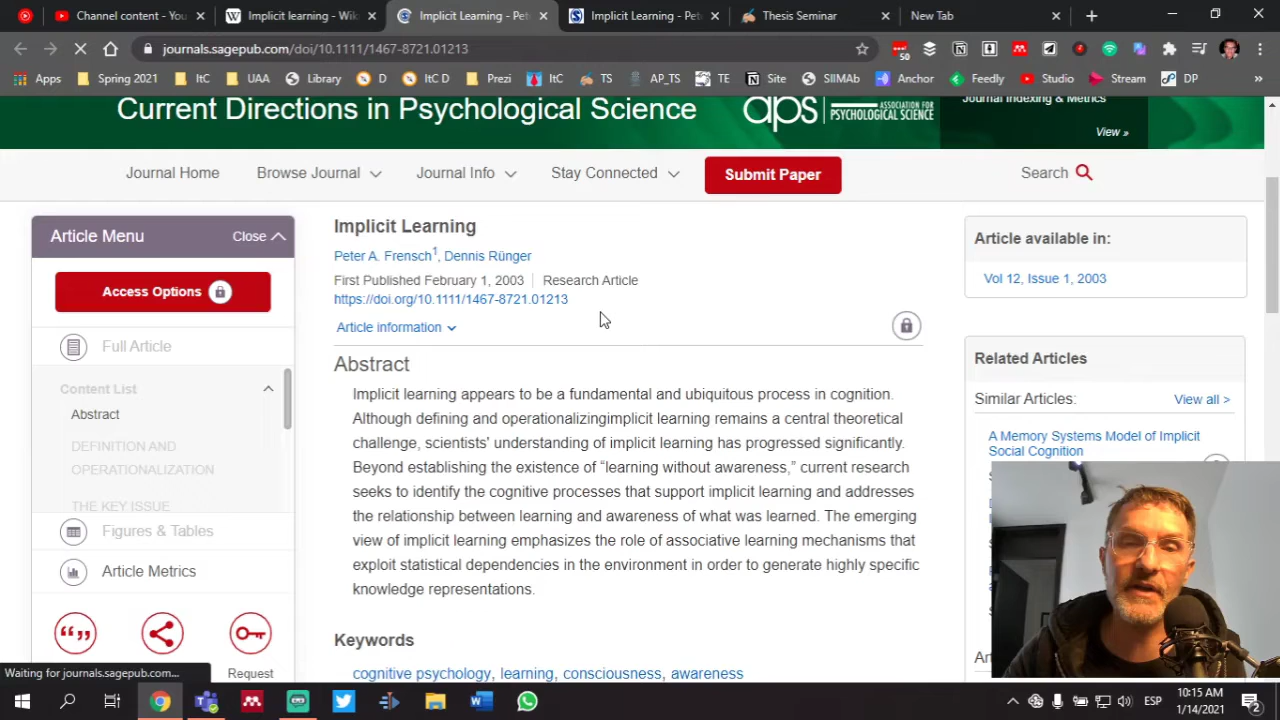 Channel content - You
Implicit learning - Wiki
Implicit Learning - Pet
Implicit Learning - Pet
Thesis Seminar
New Tab
journals.sagepub.com/doi/10.1111/1467-8721.01213
50
Apps
Spring 2021
ItC
UAA
Library
D
ItC D
Prezi
ItC
TS
AP_TS
TE
Site
SIIMAb
Anchor
Feedly
Studio
Stream
DP
»
Current Directions in Psychological Science
aps
ASSOCIATION FOR
PSYCHOLOGICAL SCIENCE
Journal Indexing & Metrics
View »
Journal Home
Browse Journal
Journal Info
Stay Connected
Submit Paper
Search
Article Menu
Close
Access Options
Full Article
Content List
Abstract
DEFINITION AND
OPERATIONALIZATION
THE KEY ISSUE
Figures & Tables
Article Metrics
Request
Implicit Learning
Peter A. Frensch1, Dennis Rünger
First Published February 1, 2003
Research Article
https://doi.org/10.1111/1467-8721.01213
Article information
Abstract
Implicit learning appears to be a fundamental and ubiquitous process in cognition.
Although defining and operationalizingimplicit learning remains a central theoretical
challenge, scientists' understanding of implicit learning has progressed significantly.
Beyond establishing the existence of “learning without awareness,” current research
seeks to identify the cognitive processes that support implicit learning and addresses
the relationship between learning and awareness of what was learned. The emerging
view of implicit learning emphasizes the role of associative learning mechanisms that
exploit statistical dependencies in the environment in order to generate highly specific
knowledge representations.
Keywords
cognitive psychology, learning, consciousness, awareness
Article available in:
Vol 12, Issue 1, 2003
Related Articles
Similar Articles:
View all >
A Memory Systems Model of Implicit
Social Cognition
Waiting for journals.sagepub.com...
ESP
10:15 AM
1/14/2021
2